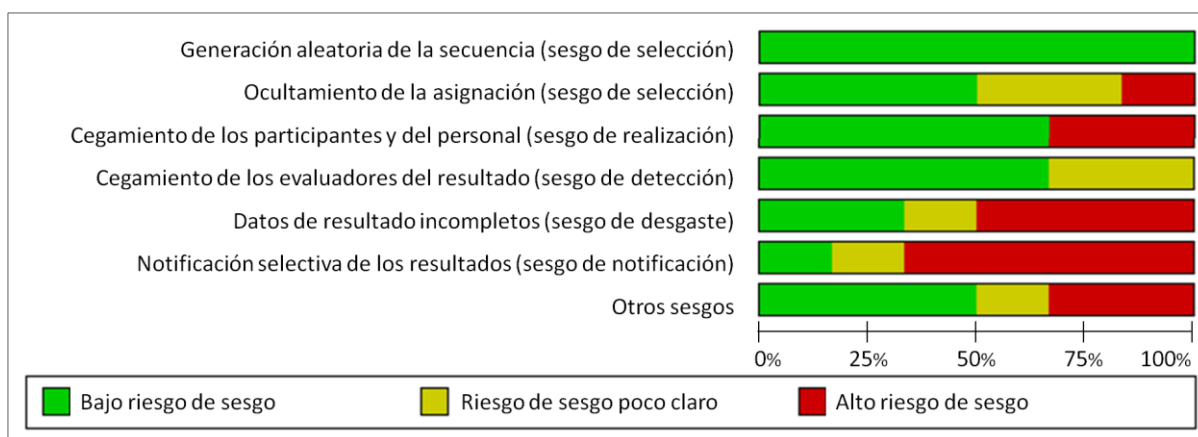 Generación aleatoria de la secuencia (sesgo de selección)
Ocultamiento de la asignación (sesgo de selección)
Cegamiento de los participantes y del personal (sesgo de realización)
Cegamiento de los evaluadores del resultado (sesgo de detección)
Datos de resultado incompletos (sesgo de desgaste)
Notificación selectiva de los resultados (sesgo de notificación)
Otros sesgos
0% 25% 50% 75% 100%
Bajo riesgo de sesgo Riesgo de sesgo poco claro Alto riesgo de sesgo